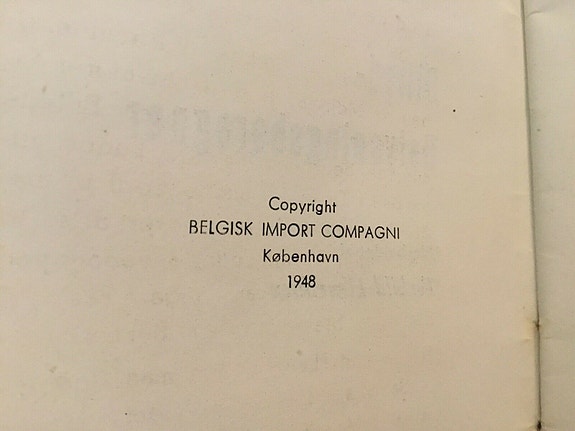 Copyright
BELGISK IMPORT COMPAGNI
København
1948